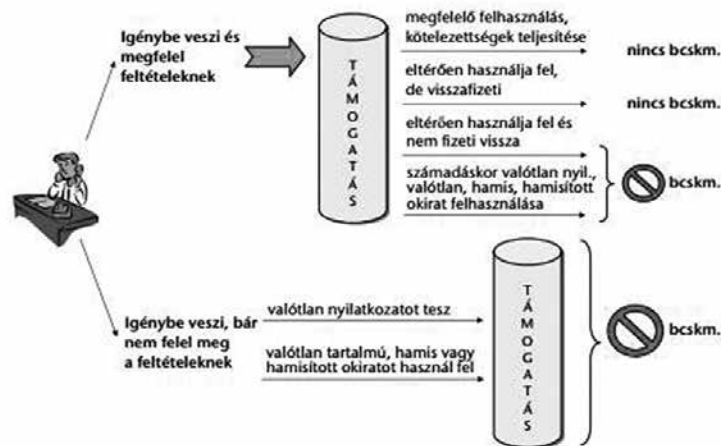 Igénybe veszi és
megfelel
feltételeknek
TÁMOGATÁS
megfelelő felhasználás,
kötelezettségek teljesítése
nincs bcskm.
eltérően használja fel,
de visszafizeti
nincs bcskm.
eltérően használja fel és
nem fizeti vissza
számadáskor valótlan nyil.,
valótlan, hamis, hamisított
okirat felhasználása
bcskm.
Igénybe veszi, bár
nem felel meg
a feltételeknek
valótlan nyilatkozatot tesz
valótlan tartalmú, hamis vagy
hamisított okiratot használ fel
TÁMOGATÁS
bcskm.